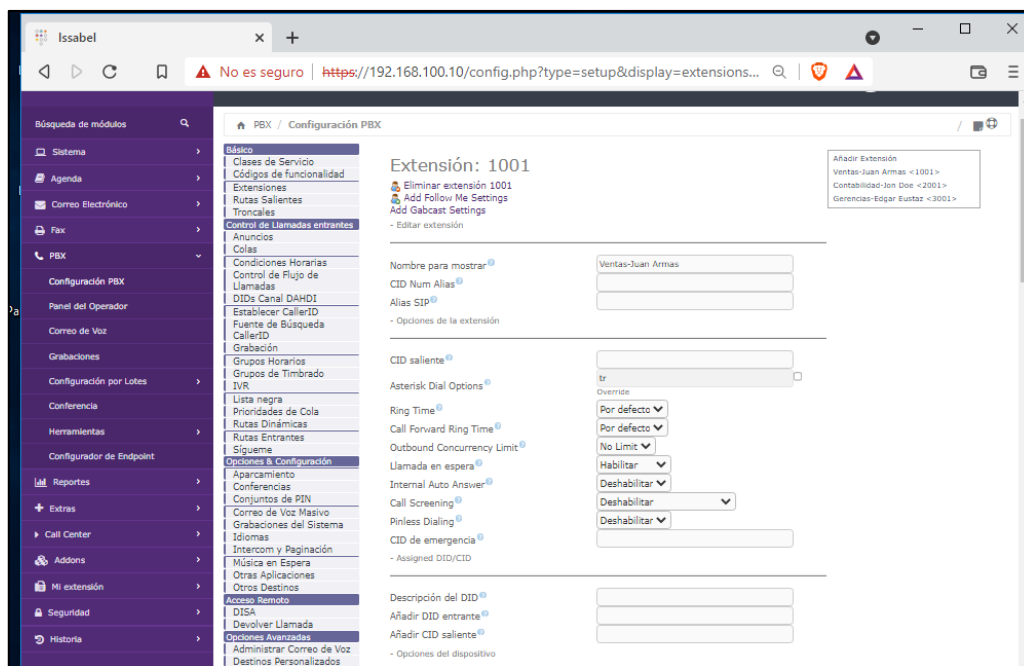 Issabel
No es seguro https://192.168.100.10/config.php?type=setup&display=extensions...
Búsqueda de módulos
Sistema
Agenda
Correo Electrónico
Fax
PBX
Configuración PBX
Panel del Operador
Correo de Voz
Grabaciones
Configuración por Lotes
Conferencia
Herramientas
Configurador de Endpoint
Reportes
Extras
Call Center
Addons
Mi extensión
Seguridad
Historia
PBX / Configuración PBX
Básico
Clases de Servicio
Códigos de funcionalidad
Extensiones
Rutas Salientes
Troncales
Control de Llamadas entrantes
Anuncios
Colas
Condiciones Horarias
Control de Flujo de
Llamadas
DIDs Canal DAHDI
Establecer CallerID
Fuente de Búsqueda
CallerID
Grabación
Grupos Horarios
Grupos de Timbrado
IVR
Lista negra
Prioridades de Cola
Rutas Dinámicas
Rutas Entrantes
Sígueme
Opciones & Configuración
Aparcamiento
Conferencias
Conjuntos de PIN
Correo de Voz Masivo
Grabaciones del Sistema
Idiomas
Intercom y Paginación
Música en Espera
Otras Aplicaciones
Otros Destinos
Acceso Remoto
DISA
Devolver Llamada
Opciones Avanzadas
Administrar Correo de Voz
Destinos Personalizados
Extensión: 1001
Eliminar extensión 1001
Add Follow Me Settings
Add Gabcast Settings
- Editar extensión
Nombre para mostrar Ventas-Juan Armas
CID Num Alias
Alias SIP
- Opciones de la extensión
CID saliente
Asterisk Dial Options tr
Override
Ring Time Por defecto
Call Forward Ring Time Por defecto
Outbound Concurrency Limit No Limit
Llamada en espera Habilitar
Internal Auto Answer Deshabilitar
Call Screening Deshabilitar
Pinless Dialing Deshabilitar
CID de emergencia
- Assigned DID/CID
Descripción del DID
Añadir DID entrante
Añadir CID saliente
- Opciones del dispositivo
Añadir Extensión
Ventas-Juan Armas <1001>
Contabilidad-Jon Doe <2001>
Gerencias-Edgar Eustaz <3001>